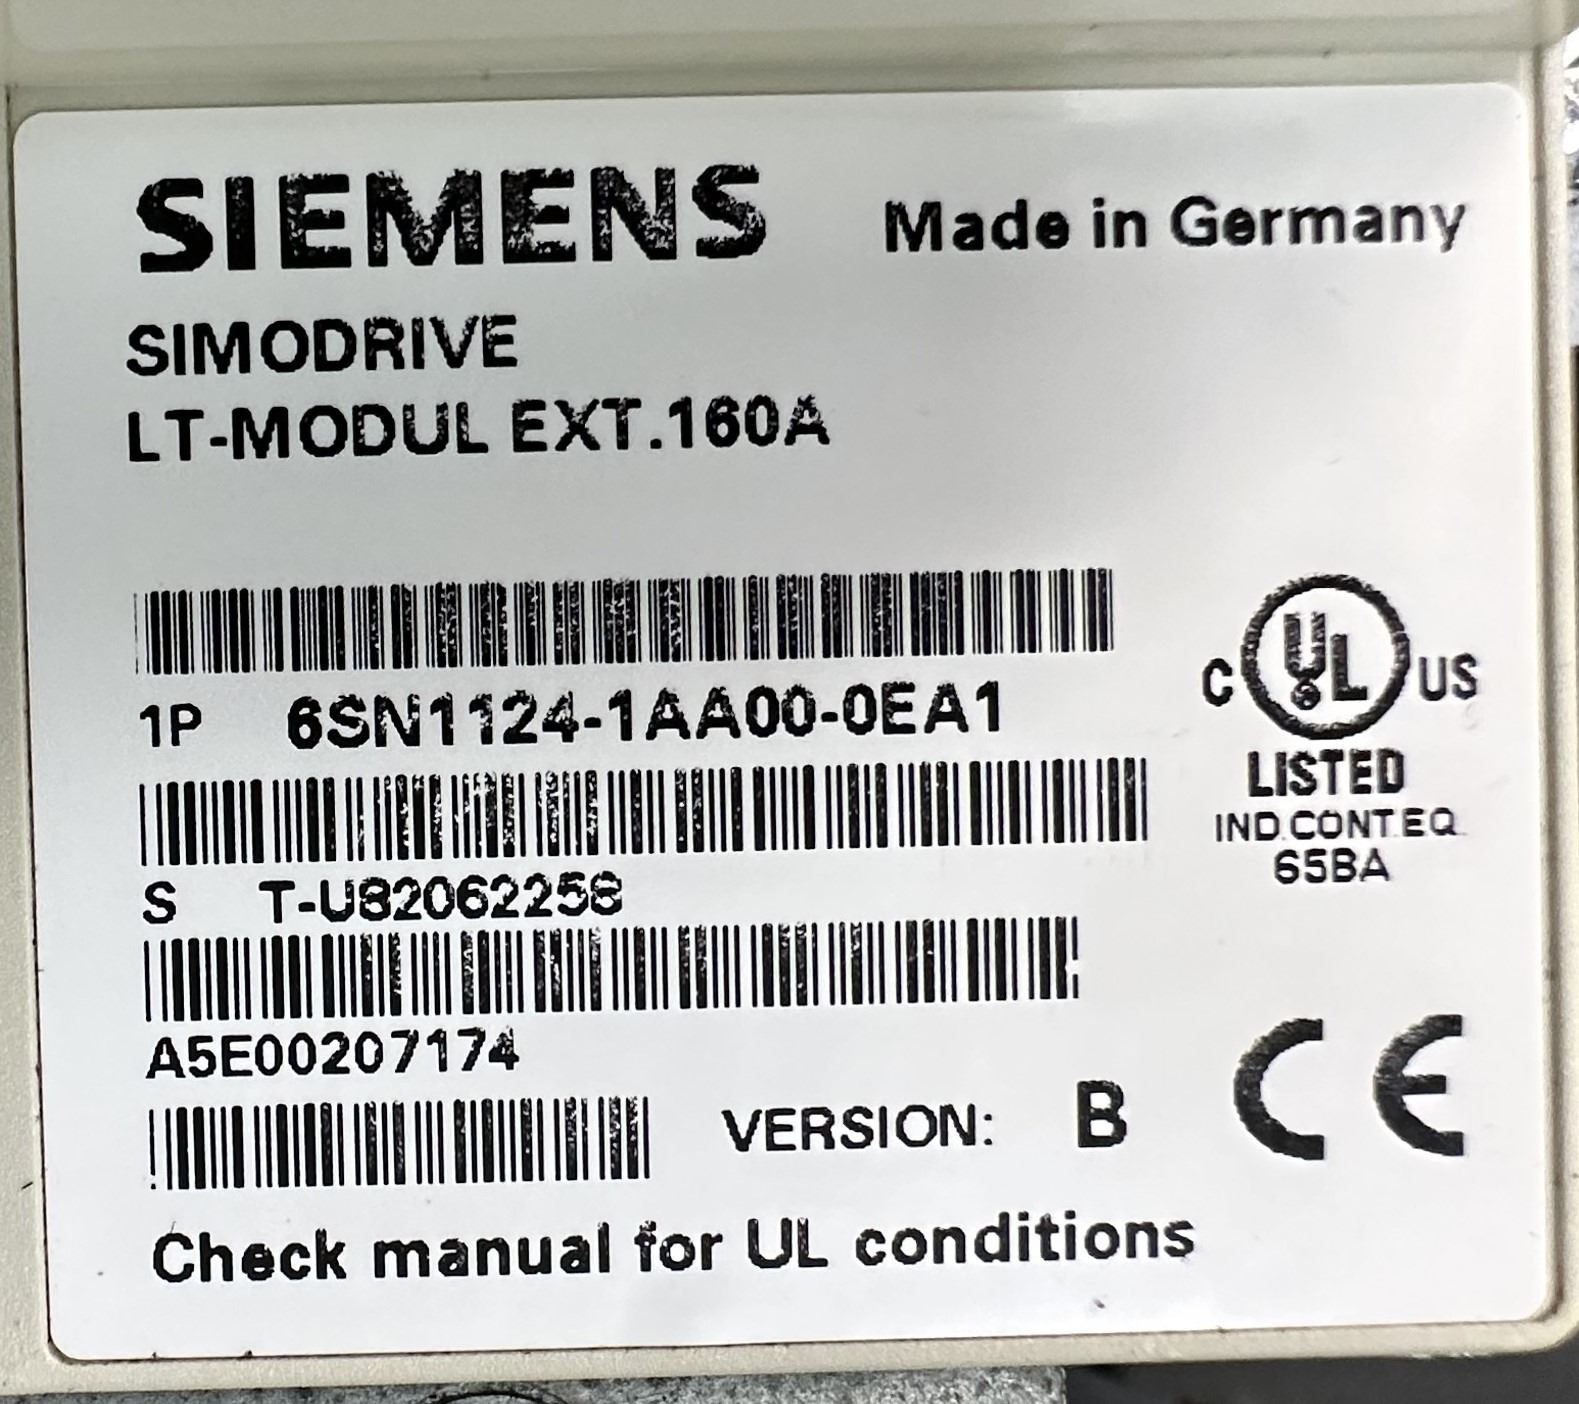 SIEMENS Made in Germany
SIMODRIVE
LT-MODUL EXT.160A
1P 6SN1124-1AA00-0EA1
C UL US
LISTED
IND.CONT.EQ.
65BA
S T-U82062258
A5E00207174
VERSION: B
CE
Check manual for UL conditions